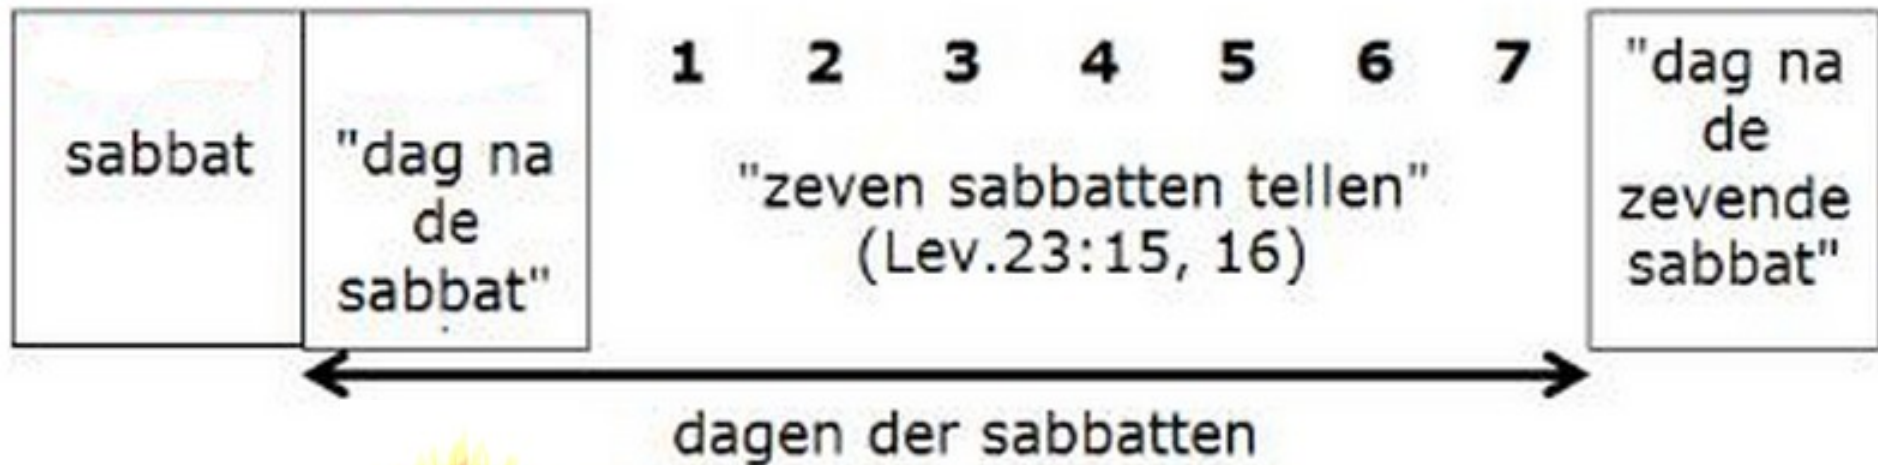 sabbat
"dag na
de
sabbat"
1 2 3 4 5 6 7
"zeven sabbatten tellen"
(Lev.23:15, 16)
"dag na
de
zevende
sabbat"
dagen der sabbatten